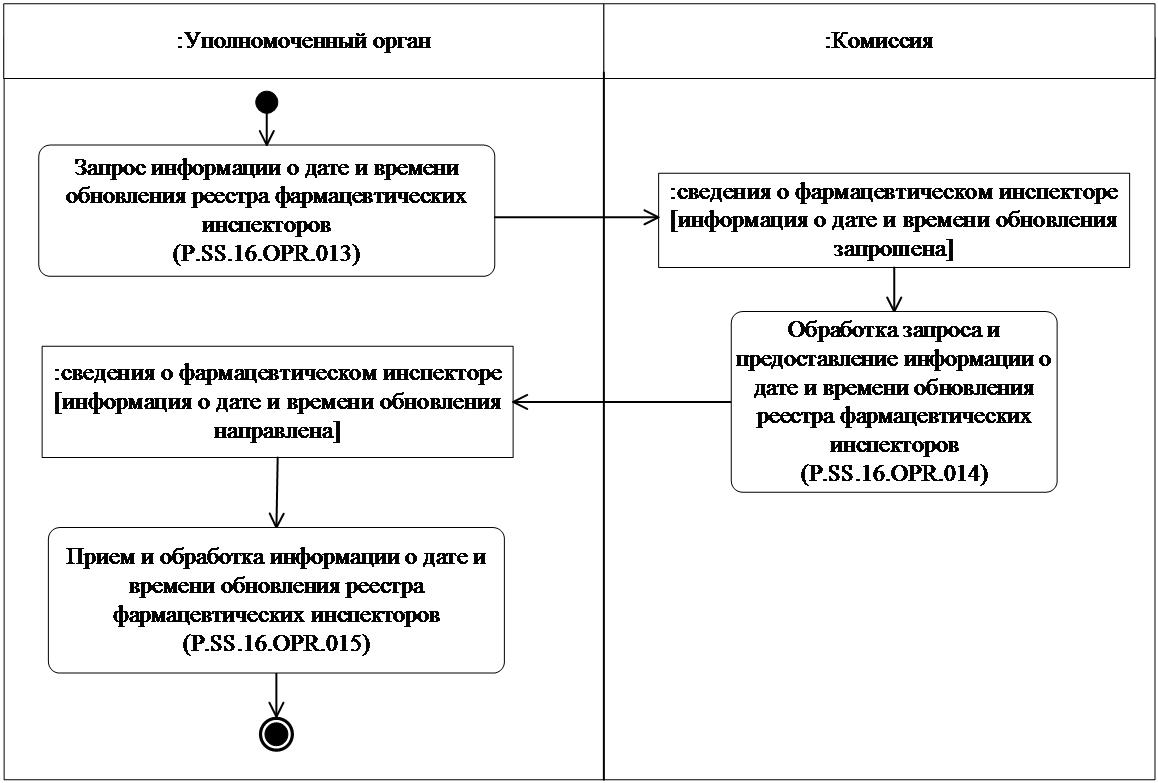 :Уполномоченный орган
:Комиссия
Запрос информации о дате и времени
обновления реестра фармацевтических
инспекторов
(P.SS.16.OPR.013)
:сведения о фармацевтическом инспекторе
[информация о дате и времени обновления
запрошена]
Обработка запроса и
предоставление информации о
дате и времени обновления
реестра фармацевтических
инспекторов
(P.SS.16.OPR.014)
:сведения о фармацевтическом инспекторе
[информация о дате и времени обновления
направлена]
Прием и обработка информации о дате и
времени обновления реестра
фармацевтических инспекторов
(P.SS.16.OPR.015)